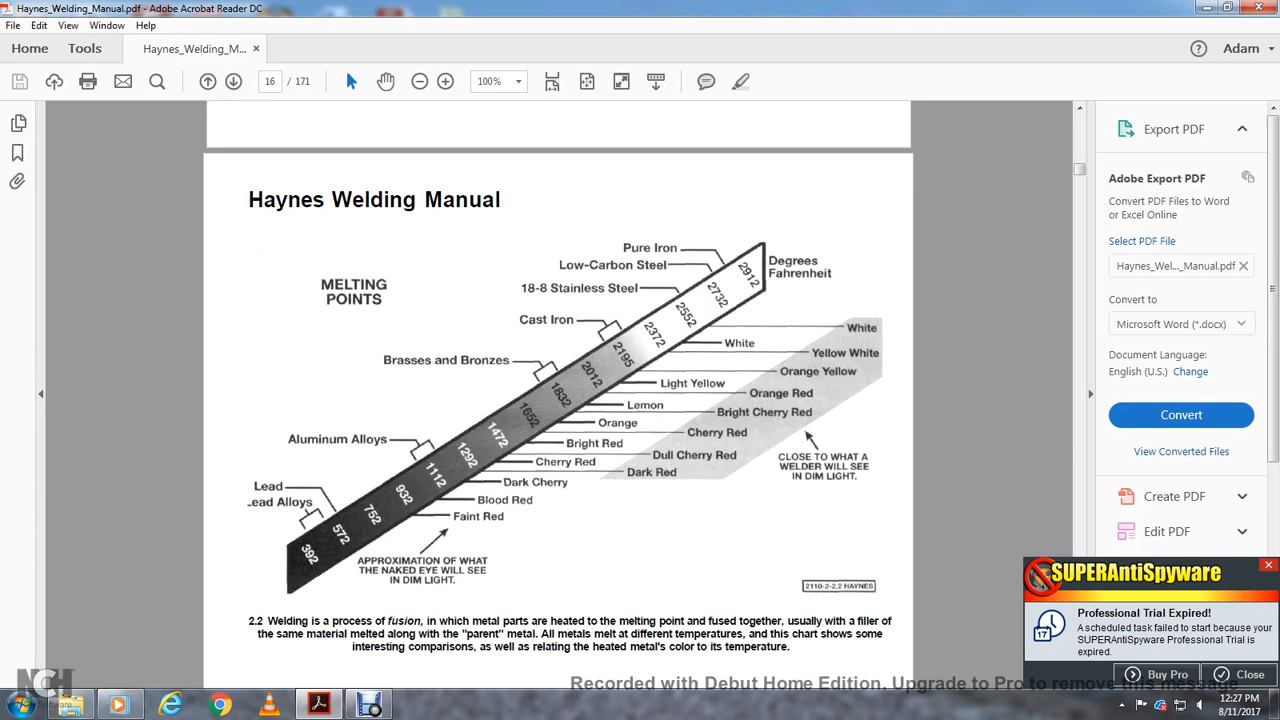 Haynes_Welding_Manual.pdf - Adobe Acrobat Reader DC
File Edit View Window Help
Home Tools Haynes_Welding_M... × Adam
16 / 171 100%
Haynes Welding Manual
MELTING
POINTS
Pure Iron
Low-Carbon Steel
18-8 Stainless Steel
Cast Iron
Brasses and Bronzes
Aluminum Alloys
Lead
Lead Alloys
Degrees
Fahrenheit
2912
2732
2552
2372
2195
2012
1832
1652
1472
1292
1112
932
752
572
392
White
Yellow White
Orange Yellow
Orange Red
Bright Cherry Red
Cherry Red
Dull Cherry Red
Dark Red
White
Light Yellow
Lemon
Orange
Bright Red
Cherry Red
Dark Cherry
Blood Red
Faint Red
CLOSE TO WHAT A
WELDER WILL SEE
IN DIM LIGHT.
APPROXIMATION OF WHAT
THE NAKED EYE WILL SEE
IN DIM LIGHT.
2110-2-2.2 HAYNES
2.2 Welding is a process of fusion, in which metal parts are heated to the melting point and fused together, usually with a filler of
the same material melted along with the "parent" metal. All metals melt at different temperatures, and this chart shows some
interesting comparisons, as well as relating the heated metal's color to its temperature.
Export PDF
Adobe Export PDF
Convert PDF Files to Word
or Excel Online
Select PDF File
Haynes_Wel..._Manual.pdf ×
Convert to
Microsoft Word (*.docx)
Document Language:
English (U.S.) Change
Convert
View Converted Files
Create PDF
Edit PDF
SUPERAntiSpyware
Professional Trial Expired!
A scheduled task failed to start because your
SUPERAntiSpyware Professional Trial is
expired.
17
Buy Pro Close
NCH
Recorded with Debut Home Edition. Upgrade to Pro to remove this message
12:27 PM
8/11/2017